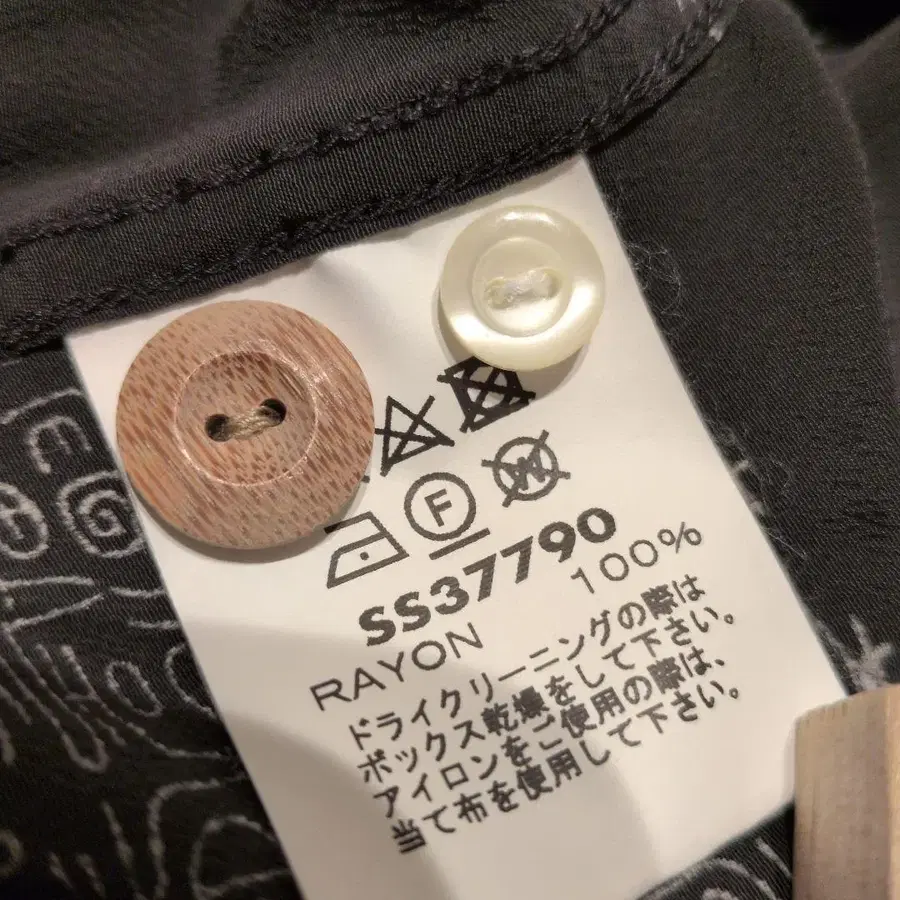 F
W
SS37790
RAYON 100%
ドライクリーニングの際は
ボックス乾燥をして下さい。
アイロンをご使用の際は、
当て布を使用して下さい。